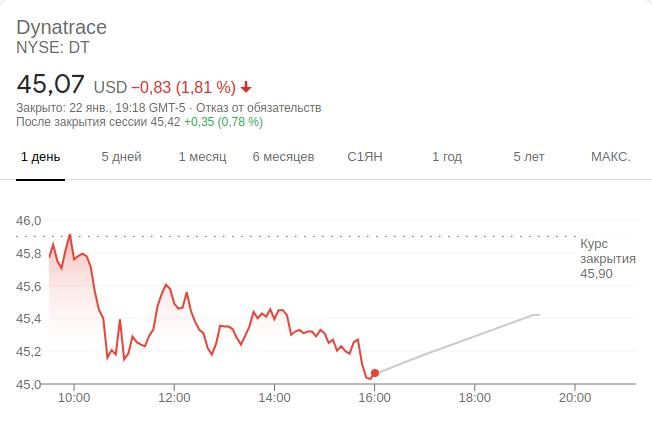 Dynatrace
NYSE: DT
45,07 USD −0,83 (1,81 %)
Закрыто: 22 янв., 19:18 GMT-5 · Отказ от обязательств
После закрытия сессии 45,42 +0,35 (0,78 %)
1 день 5 дней 1 месяц 6 месяцев С1ЯН 1 год 5 лет МАКС.
46,0
45,8
45,6
45,4
45,2
45,0
Курс
закрытия
45,90
10:00 12:00 14:00 16:00 18:00 20:00